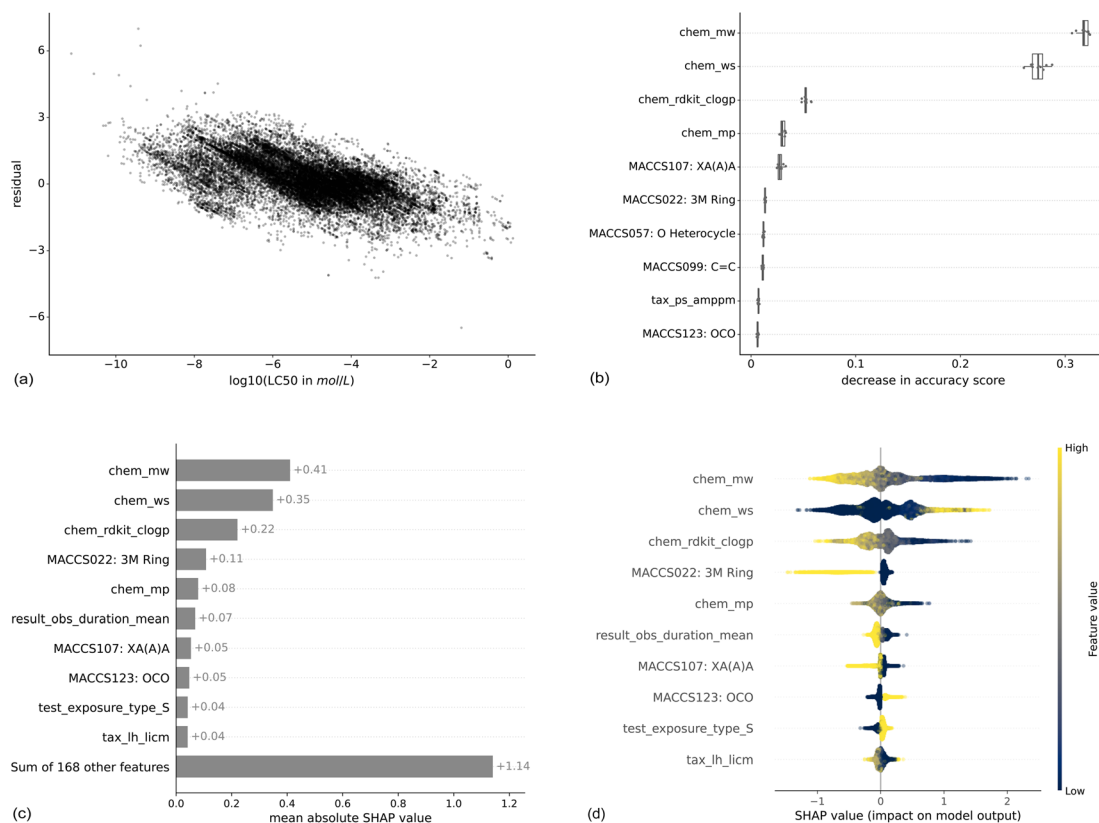 6
3
0
−3
−6
residual
−10
−8
−6
−4
−2
0
log10(LC50 in mol/L)
(a)
chem_mw
chem_ws
chem_rdkit_clogp
chem_mp
MACCS107: XA(A)A
MACCS022: 3M Ring
MACCS057: O Heterocycle
MACCS099: C=C
tax_ps_amppm
MACCS123: OCO
0
0.1
0.2
0.3
decrease in accuracy score
(b)
chem_mw +0.41
chem_ws +0.35
chem_rdkit_clogp +0.22
MACCS022: 3M Ring +0.11
chem_mp +0.08
result_obs_duration_mean +0.07
MACCS107: XA(A)A +0.05
MACCS123: OCO +0.05
test_exposure_type_S +0.04
tax_lh_licm +0.04
Sum of 168 other features +1.14
0.0
0.2
0.4
0.6
0.8
1.0
1.2
mean absolute SHAP value
(c)
chem_mw
chem_ws
chem_rdkit_clogp
MACCS022: 3M Ring
chem_mp
result_obs_duration_mean
MACCS107: XA(A)A
MACCS123: OCO
test_exposure_type_S
tax_lh_licm
−1
0
1
2
SHAP value (impact on model output)
High
Feature value
Low
(d)